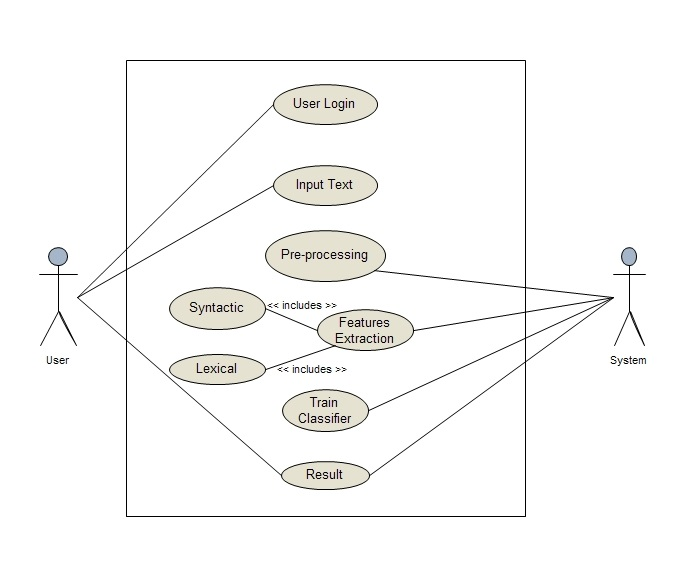 User Login
Input Text
Pre-processing
Syntactic
<< includes >>
Features
Extraction
Lexical
<< includes >>
Train
Classifier
Result
User
System